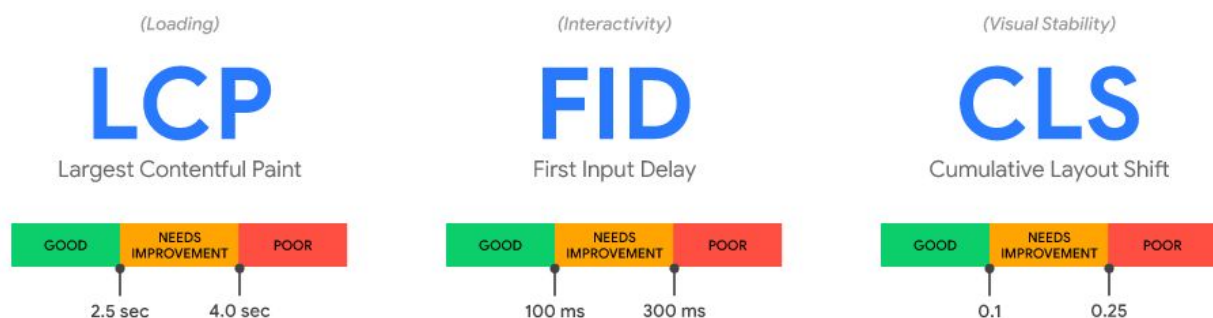 (Loading)
LCP
Largest Contentful Paint
GOOD
NEEDS
IMPROVEMENT
POOR
2.5 sec
4.0 sec
(Interactivity)
FID
First Input Delay
GOOD
NEEDS
IMPROVEMENT
POOR
100 ms
300 ms
(Visual Stability)
CLS
Cumulative Layout Shift
GOOD
NEEDS
IMPROVEMENT
POOR
0.1
0.25